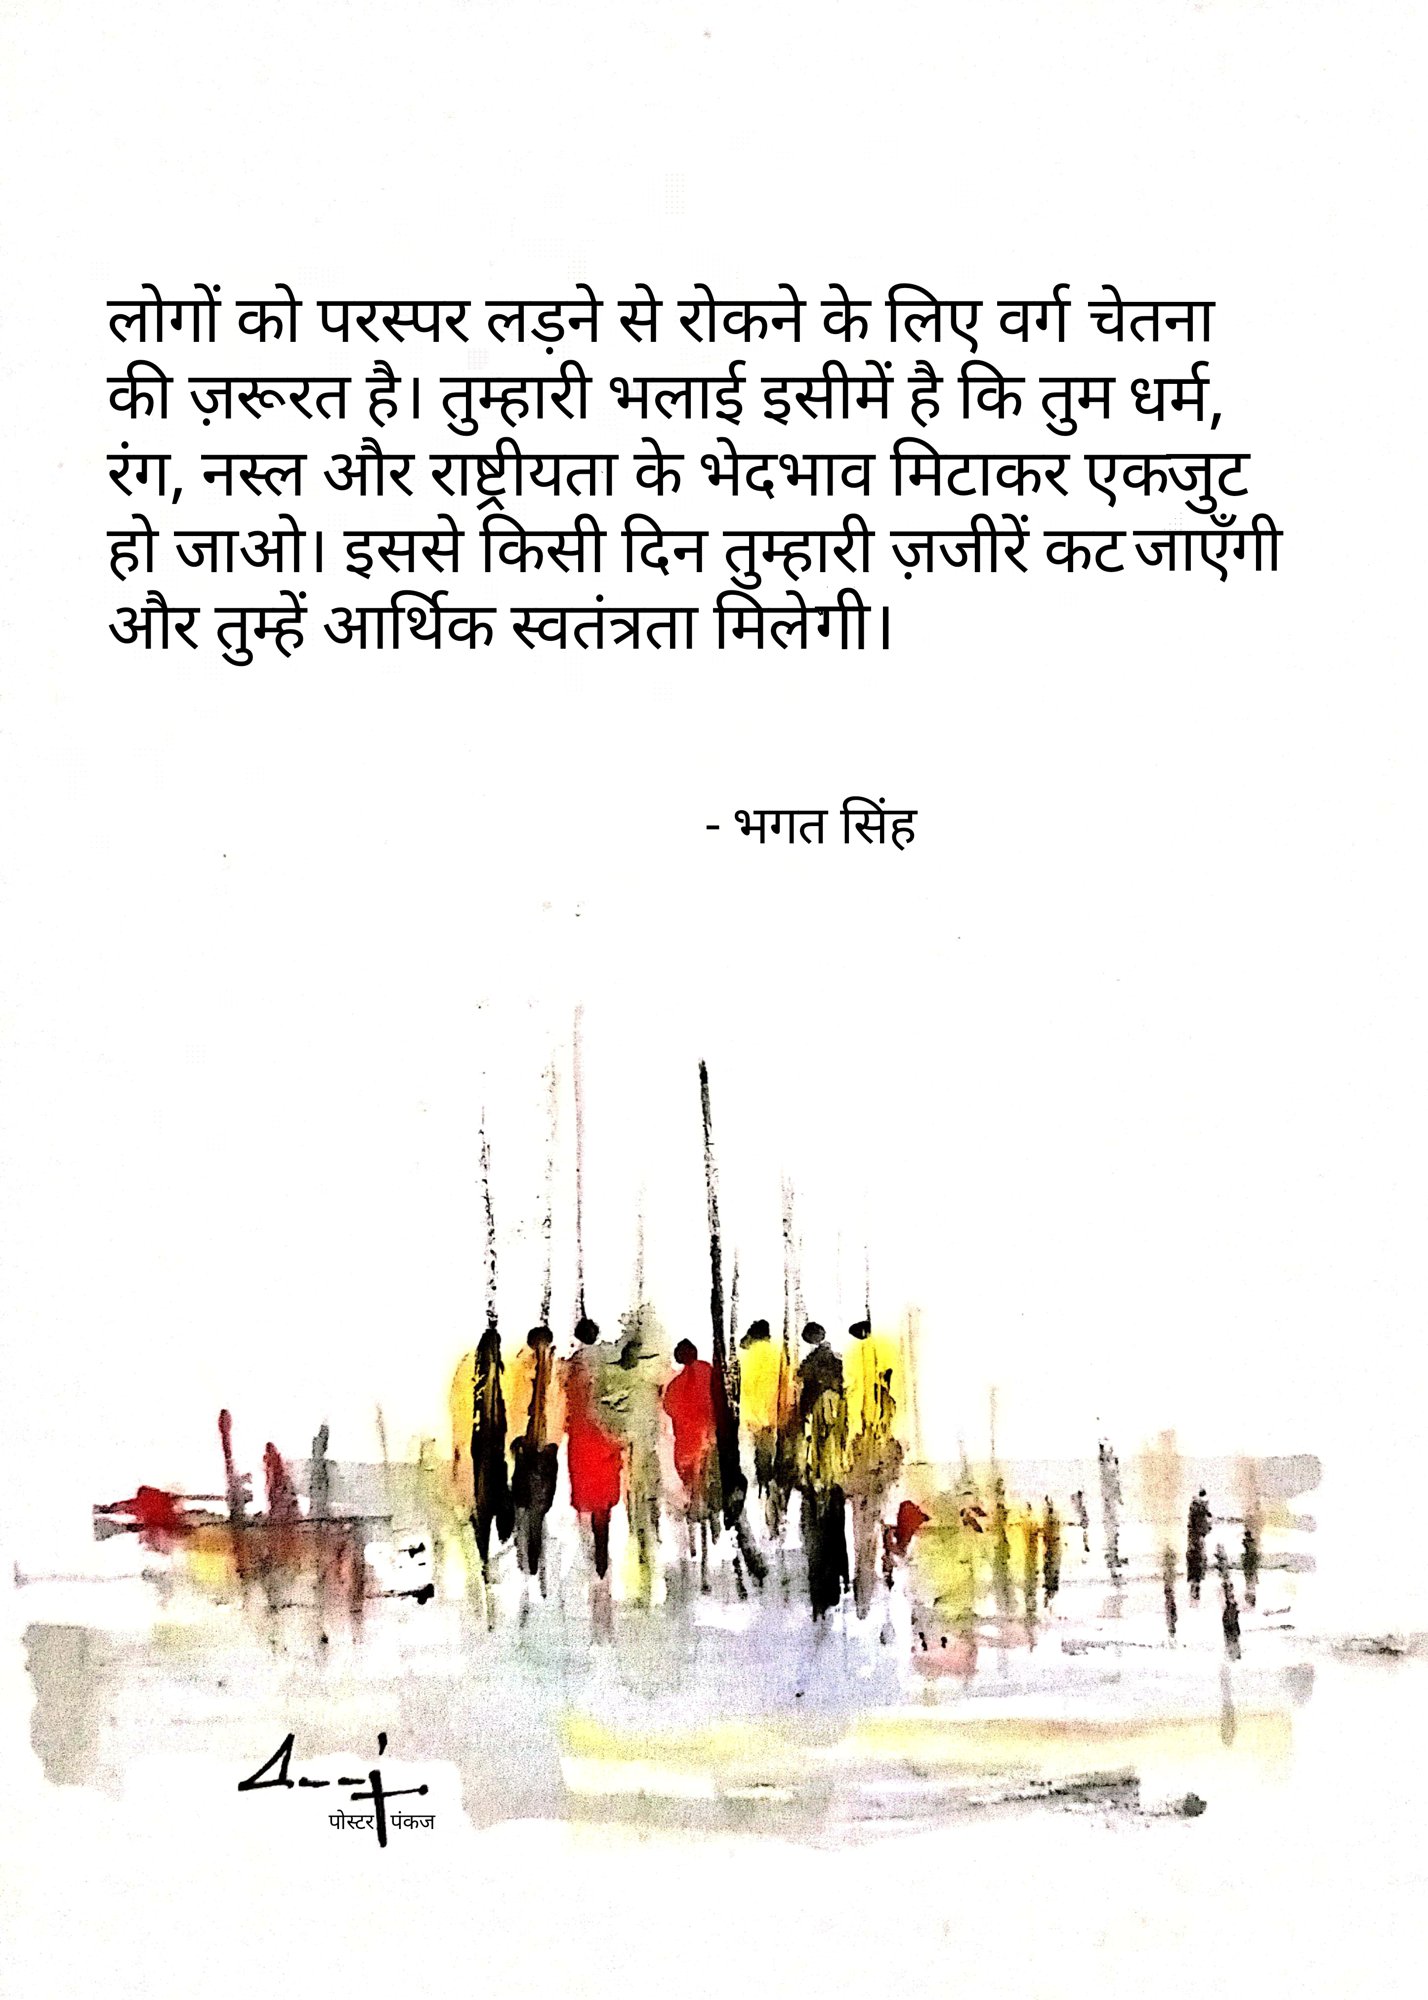 लोगों को परस्पर लड़ने से रोकने के लिए वर्ग चेतना
की ज़रूरत है। तुम्हारी भलाई इसीमें है कि तुम धर्म,
रंग, नस्ल और राष्ट्रीयता के भेदभाव मिटाकर एकजुट
हो जाओ। इससे किसी दिन तुम्हारी ज़जीरें कट जाएँगी
और तुम्हें आर्थिक स्वतंत्रता मिलेगी।
- भगत सिंह
पोस्टर पंकज